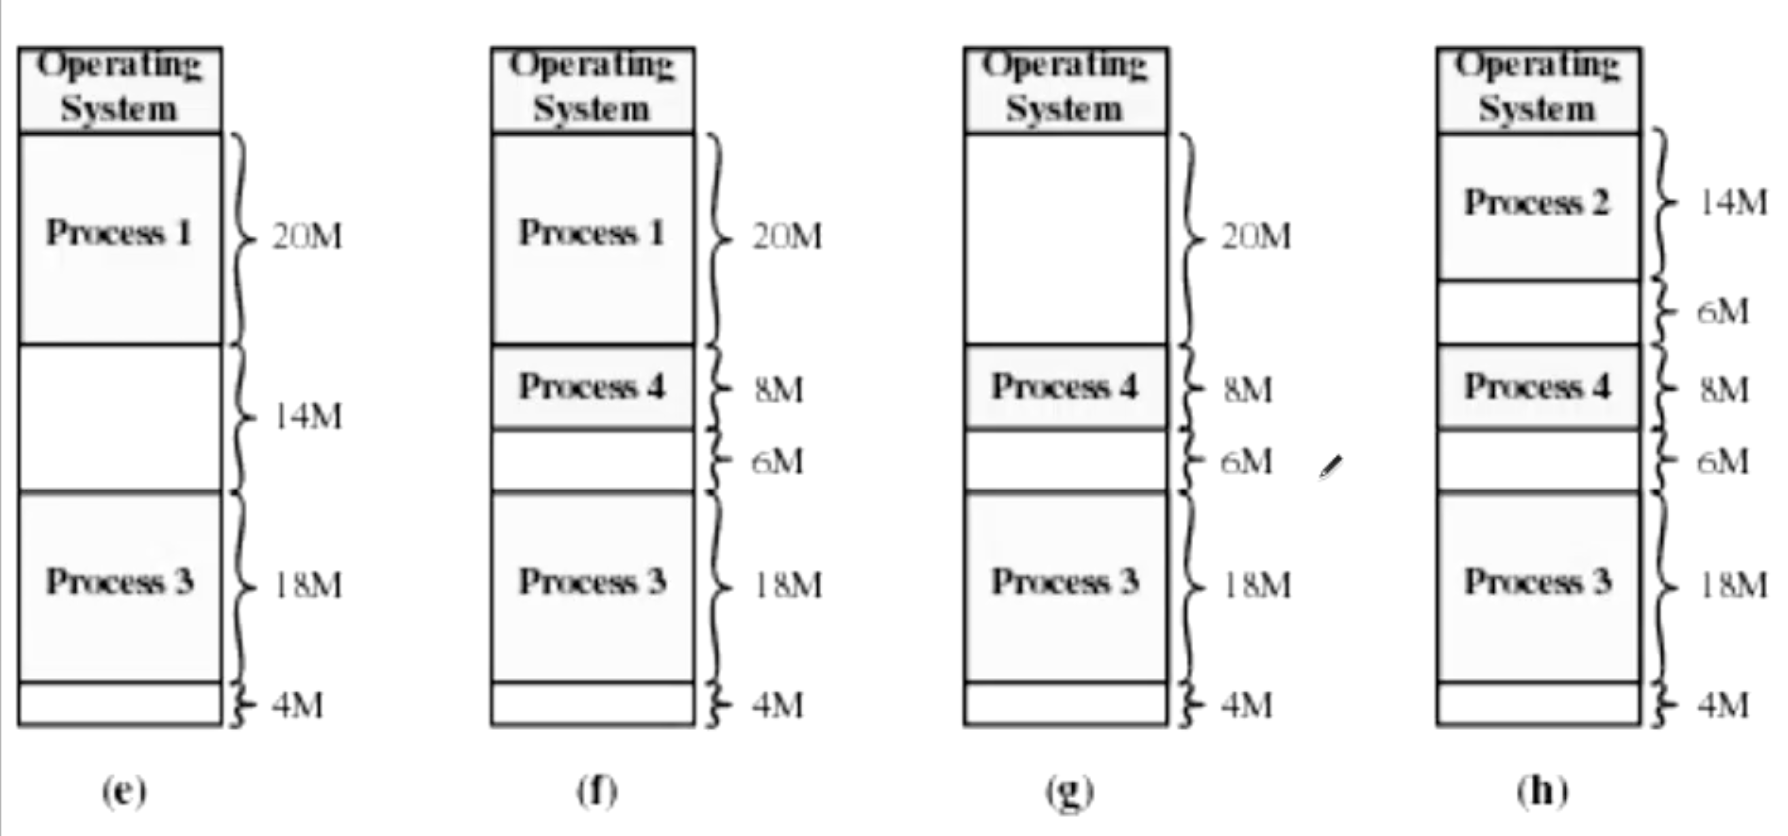 Operating
System
Process 1
20M
14M
Process 3
18M
4M
(e)
Operating
System
Process 1
20M
Process 4
8M
6M
Process 3
18M
4M
(f)
Operating
System
20M
Process 4
8M
6M
Process 3
18M
4M
(g)
Operating
System
Process 2
14M
6M
Process 4
8M
6M
Process 3
18M
4M
(h)